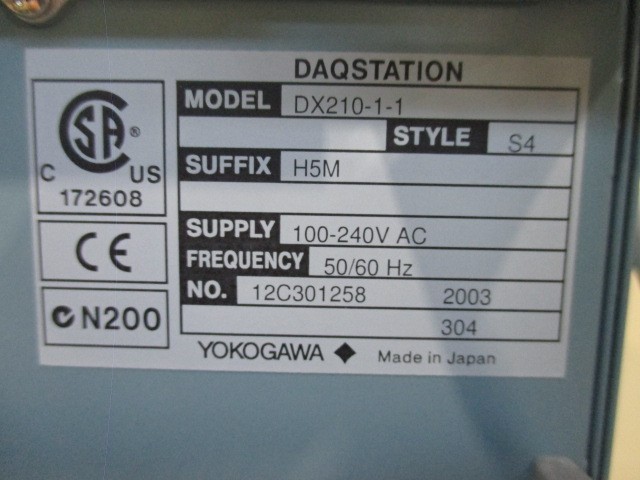 DAQSTATION
MODEL DX210-1-1
STYLE S4
SUFFIX H5M
SUPPLY 100-240V AC
FREQUENCY 50/60 Hz
NO. 12C301258 2003
304
SA ®
C US
172608
CE
N200
YOKOGAWA ◆ Made in Japan